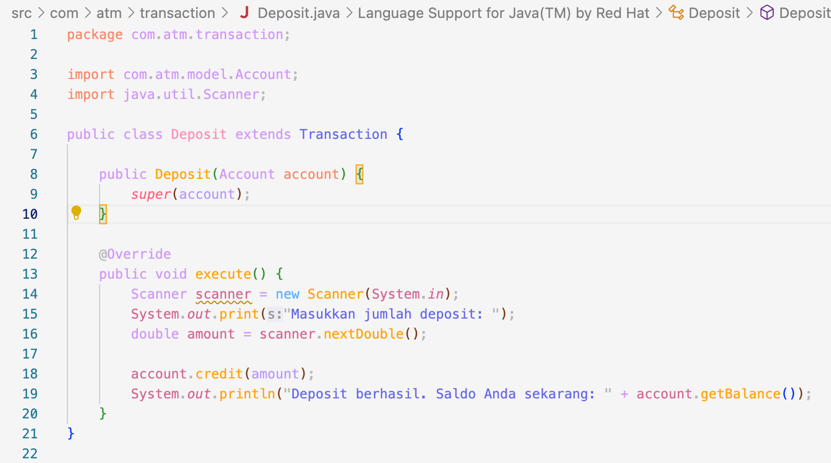 src > com > atm > transaction > J Deposit.java > Language Support for Java(TM) by Red Hat > Deposit > Deposit
1 package com.atm.transaction;
2
3 import com.atm.model.Account;
4 import java.util.Scanner;
5
6 public class Deposit extends Transaction {
7
8 public Deposit(Account account) {
9 super(account);
10 }
11
12 @Override
13 public void execute() {
14 Scanner scanner = new Scanner(System.in);
15 System.out.print(s:"Masukkan jumlah deposit: ");
16 double amount = scanner.nextDouble();
17
18 account.credit(amount);
19 System.out.println("Deposit berhasil. Saldo Anda sekarang: " + account.getBalance());
20 }
21 }
22